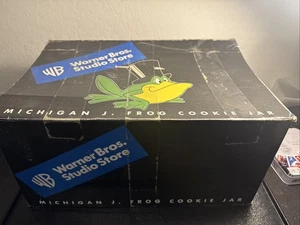 WB
Warner Bros.
Studio Store
MICHIGAN J. FROG COOKIE JAR
WB
Warner Bros.
Studio Store
MICHIGAN J. FROG COOKIE JAR